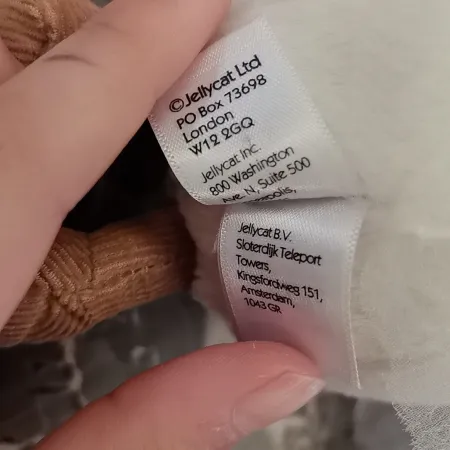 ©Jellycat Ltd
PO Box 73698
London
W12 2GQ
Jellycat Inc.
800 Washington
Ave. N, Suite 500
Jellycat B.V.
Sloterdijk Teleport
Towers,
Kingsfordweg 151,
Amsterdam,
1043 GR